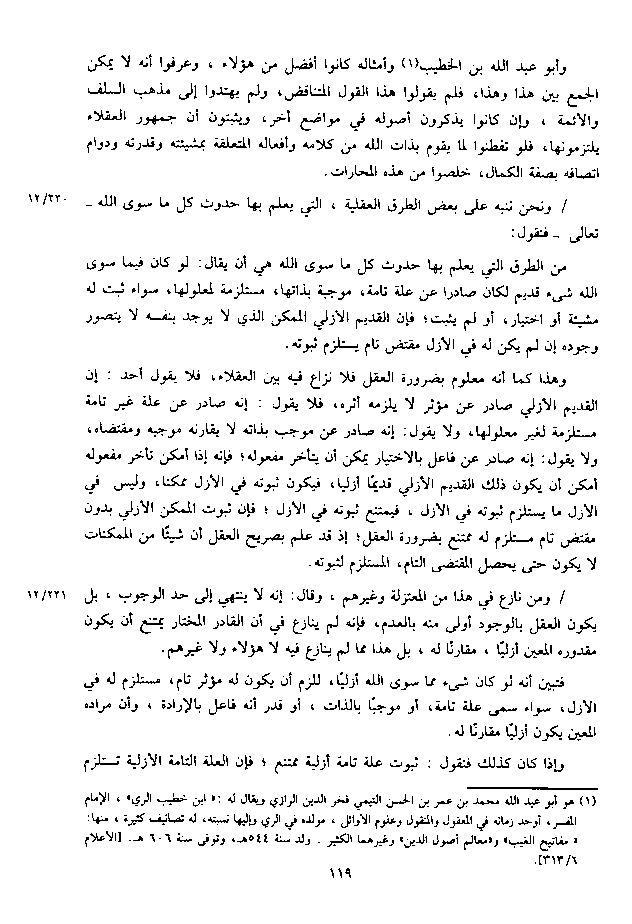 وأبو عبد الله بن الخطيب(١) وأمثاله كانوا أفضل من هؤلاء ، وعرفوا أنه لا يمكن
الجمع بين هذا وهذا، فلم يقولوا هذا القول المتناقض، ولم يهتدوا إلى مذهب السلف
والأئمة ، وإن كانوا يذكرون أصوله في مواضع أخر، ويثبتون أن جمهور العقلاء
يلتزمونها، فلو تفطنوا لما يقوم بذات الله من كلامه وأفعاله المتعلقة بمشيئته وقدرته ودوام
اتصافه بصفة الكمال، خلصوا من هذه المحارات.
١٢/٢٣٠ / ونحن ننبه على بعض الطرق العقلية ، التي يعلم بها حدوث كل ما سوى الله ـ
تعالى ـ فنقول:
من الطرق التي يعلم بها حدوث كل ما سوى الله هي أن يقال: لو كان فيما سوى
الله شىء قديم لكان صادرا عن علة تامة، موجبة بذاتها، مستلزمة لمعلولها، سواء ثبت له
مشيئة أو اختيار، أو لم يثبت؛ فإن القديم الأزلي الممكن الذي لا يوجد بنفسه لا يتصور
وجوده إن لم يكن له في الأزل مقتض تام يستلزم ثبوته.
وهذا كما أنه معلوم بضرورة العقل فلا نزاع فيه بين العقلاء، فلا يقول أحد : إن
القديم الأزلي صادر عن مؤثر لا يلزمه أثره، فلا يقول : إنه صادر عن علة غير تامة
مستلزمة لغير معلولها، ولا يقول: إنه صادر عن موجب بذاته لا يقارنه موجبه ومقتضاه،
ولا يقول: إنه صادر عن فاعل بالاختيار يمكن أن يتأخر مفعوله؛ فإنه إذا أمكن تأخر مفعوله
أمكن أن يكون ذلك القديم الأزلي قديمًا أزليا، فيكون ثبوته في الأزل ممكنا، وليس في
الأزل ما يستلزم ثبوته في الأزل ، فيمتنع ثبوته في الأزل ؛ فإن ثبوت الممكن الأزلي بدون
مقتض تام مستلزم له ممتنع بضرورة العقل؛ إذ قد علم بصريح العقل أن شيئًا من الممكنات
لا يكون حتى يحصل المقتضى التام، المستلزم لثبوته.
١٢/٢٣١ / ومن نازع في هذا من المعتزلة وغيرهم ، وقال: إنه لا ينتهي إلى حد الوجوب ، بل
يكون العقل بالوجود أولى منه بالعدم، فإنه لم ينازع في أن القادر المختار يمتنع أن يكون
مقدوره المعين أزليًا ، مقارنًا له ، بل هذا مما لم ينازع فيه لا هؤلاء ولا غيرهم.
فتبين أنه لو كان شىء مما سوى الله أزليًا، للزم أن يكون له مؤثر تام، مستلزم له في
الأزل، سواء سمى علة تامة، أو موجبًا بالذات ، أو قدر أنه فاعل بالإرادة ، وأن مراده
المعين يكون أزليًا مقارنًا له.
وإذا كان كذلك فنقول : ثبوت علة تامة أزلية ممتنع ؛ فإن العلة التامة الأزلية تستلزم
(١) هو أبو عبد الله محمد بن عمر بن الحسن التيمي فخر الدين الرازي ويقال له :«ابن خطيب الري» ، الإمام
المفسر، أوحد زمانه في المعقول والمنقول وعلوم الأوائل ، مولده في الري وإليها نسبته، له تصانيف كثيرة ، منها:
«مفاتيح الغيب» و«معالم أصول الدين» وغيرهما الكثير . ولد سنة ٥٤٤هـ، وتوفى سنة ٦٠٦ هـ. [الأعلام
٣١٣/٦].
١١٩